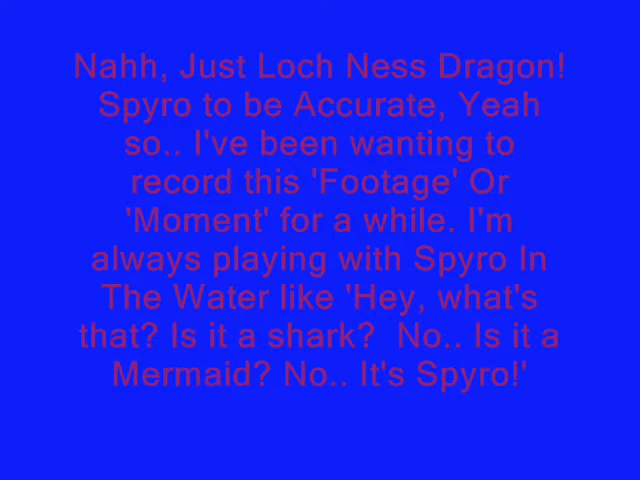 Nahh, Just Loch Ness Dragon!
Spyro to be Accurate, Yeah
so.. I've been wanting to
record this 'Footage' Or
'Moment' for a while. I'm
always playing with Spyro In
The Water like 'Hey, what's
that? Is it a shark?  No.. Is it a
Mermaid? No.. It's Spyro!'